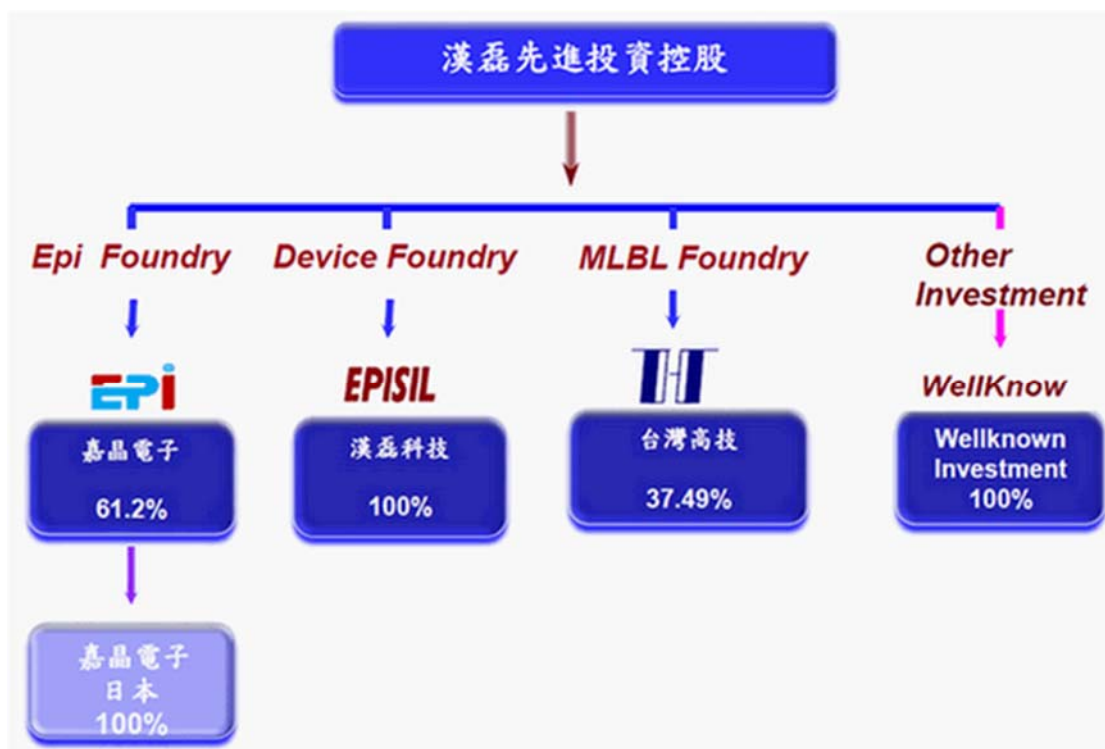 漢磊先進投資控股
Epi Foundry
Device Foundry
MLBL Foundry
Other
Investment
EPi
EPISIL
WellKnow
嘉晶電子
61.2%
漢磊科技
100%
台灣高技
37.49%
Wellknown
Investment
100%
嘉晶電子
日本
100%